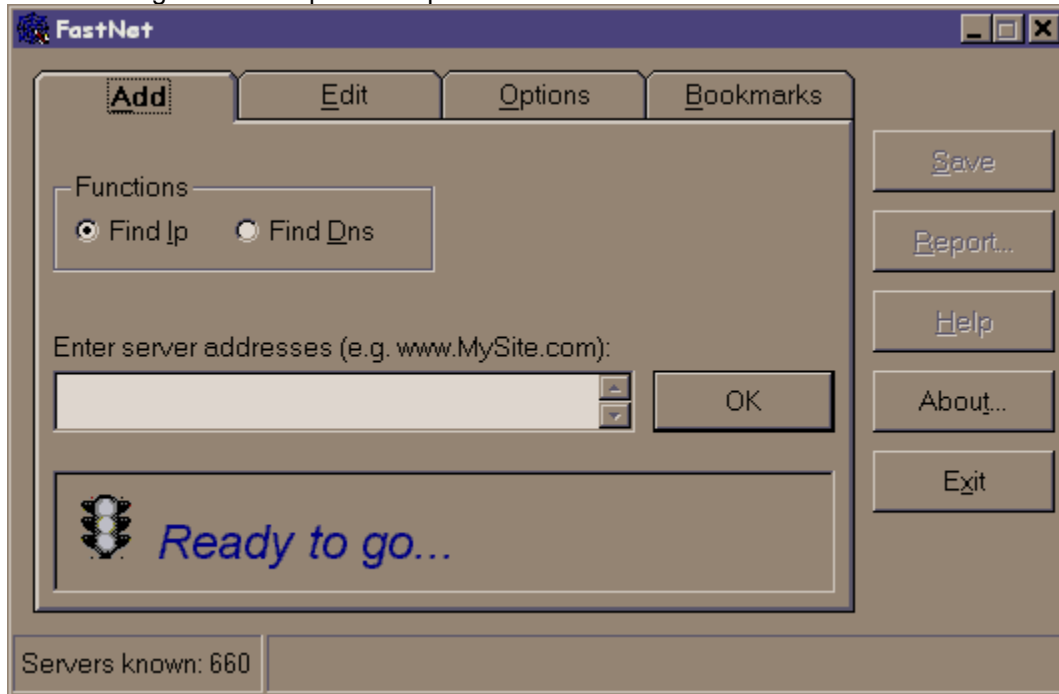 FastNet
Add Edit Options Bookmarks
Save
Functions
Find Ip Find Dns
Report...
Help
Enter server addresses (e.g. www.MySite.com):
OK
About...
Exit
Ready to go...
Servers known: 660